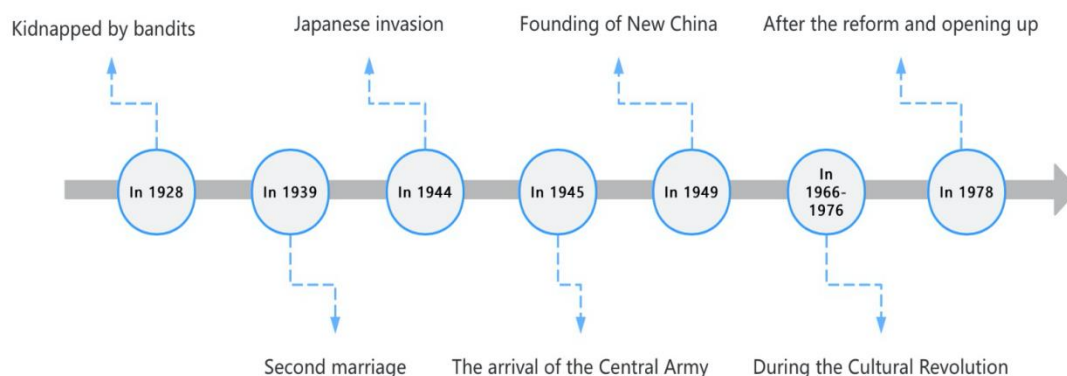 Kidnapped by bandits
Japanese invasion
Founding of New China
After the reform and opening up
In 1928
In 1939
In 1944
In 1945
In 1949
In
1966-
1976
In 1978
Second marriage
The arrival of the Central Army
During the Cultural Revolution